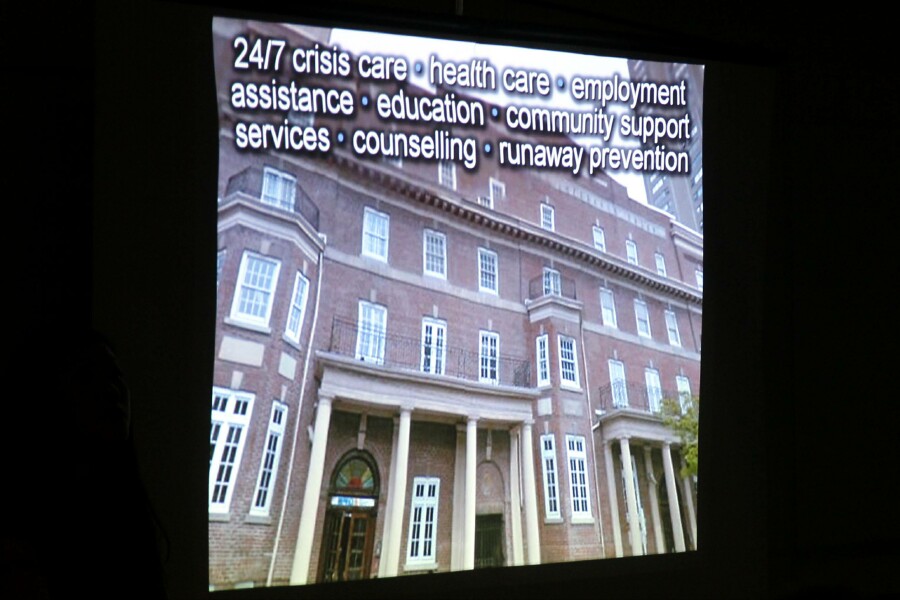 24/7 crisis care • health care • employment
assistance • education • community support
services • counselling • runaway prevention